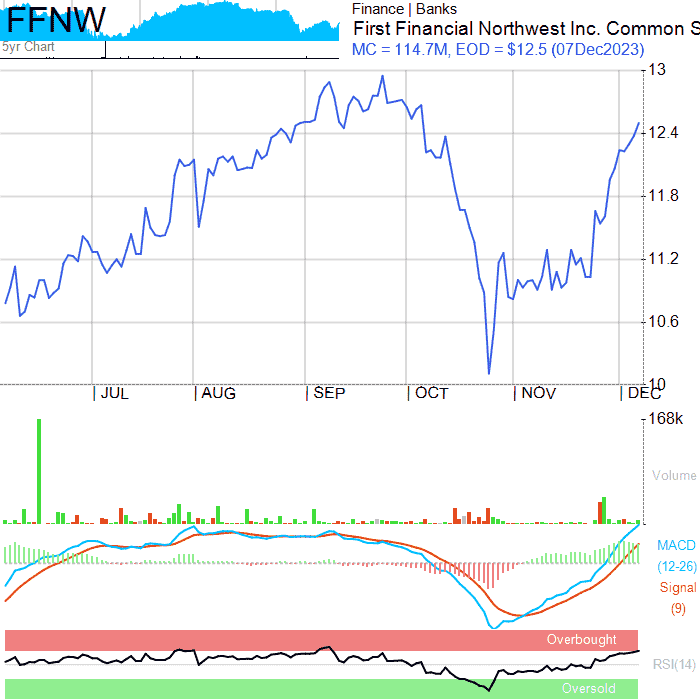 FFNW
5yr Chart
Finance | Banks
First Financial Northwest Inc. Common S
MC = 114.7M, EOD = $12.5 (07Dec2023)
13
12.4
11.8
11.2
10.6
10
JUL AUG SEP OCT NOV DEC
168k
Volume
MACD
(12-26)
Signal
(9)
Overbought
RSI(14)
Oversold